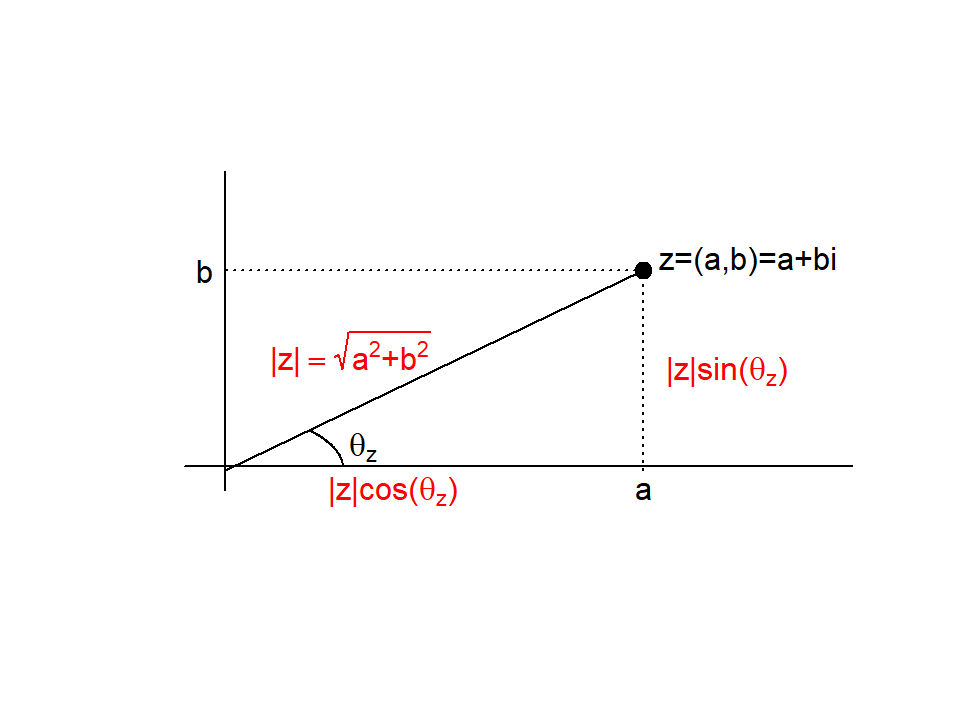 z=(a,b)=a+bi
b
|z| = √a²+b²
|z|sin(θz)
θz
|z|cos(θz)
a